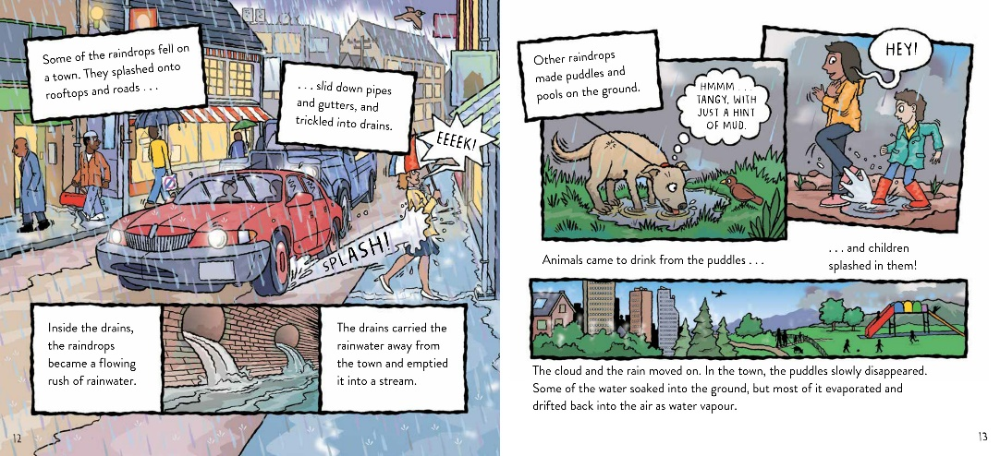 Some of the raindrops fell on
a town. They splashed onto
rooftops and roads . . .
. . . slid down pipes
and gutters, and
trickled into drains.
EEEEK!
SPLASH!
Inside the drains,
the raindrops
became a flowing
rush of rainwater.
The drains carried the
rainwater away from
the town and emptied
it into a stream.
12
Other raindrops
made puddles and
pools on the ground.
HMMM . . .
TANGY, WITH
JUST A HINT
OF MUD.
HEY!
Animals came to drink from the puddles . . .
. . . and children
splashed in them!
The cloud and the rain moved on. In the town, the puddles slowly disappeared.
Some of the water soaked into the ground, but most of it evaporated and
drifted back into the air as water vapour.
13